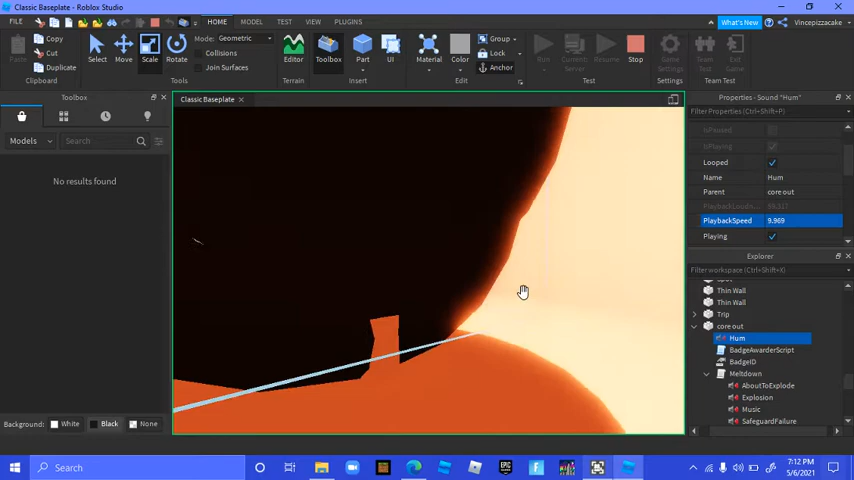 Classic Baseplate - Roblox Studio
FILE HOME MODEL TEST VIEW PLUGINS What's New Vincepizzacake
Paste Copy Cut Duplicate
Select Move Scale Rotate
Mode: Geometric
Collisions
Join Surfaces
Editor Toolbox Part UI Material Color
Group Lock Anchor
Run Current: Server Resume Stop Game Settings Team Test Exit Game
Clipboard Tools Terrain Insert Edit Test Settings Team Test
Toolbox
Models Search
No results found
Background: White Black None
Classic Baseplate
Properties - Sound "Hum"
Filter Properties (Ctrl+Shift+P)
IsPaused
IsPlaying
Looped
Name Hum
Parent core out
PlaybackSpeed 9.969
Playing
Explorer
Filter workspace (Ctrl+Shift+X)
Thin Wall
Thin Wall
Trip
core out
Hum
BadgeAwarderScript
BadgeID
Meltdown
AboutToExplode
Explosion
Music
SafeguardFailure
Search
EPIC
7:12 PM
5/6/2021